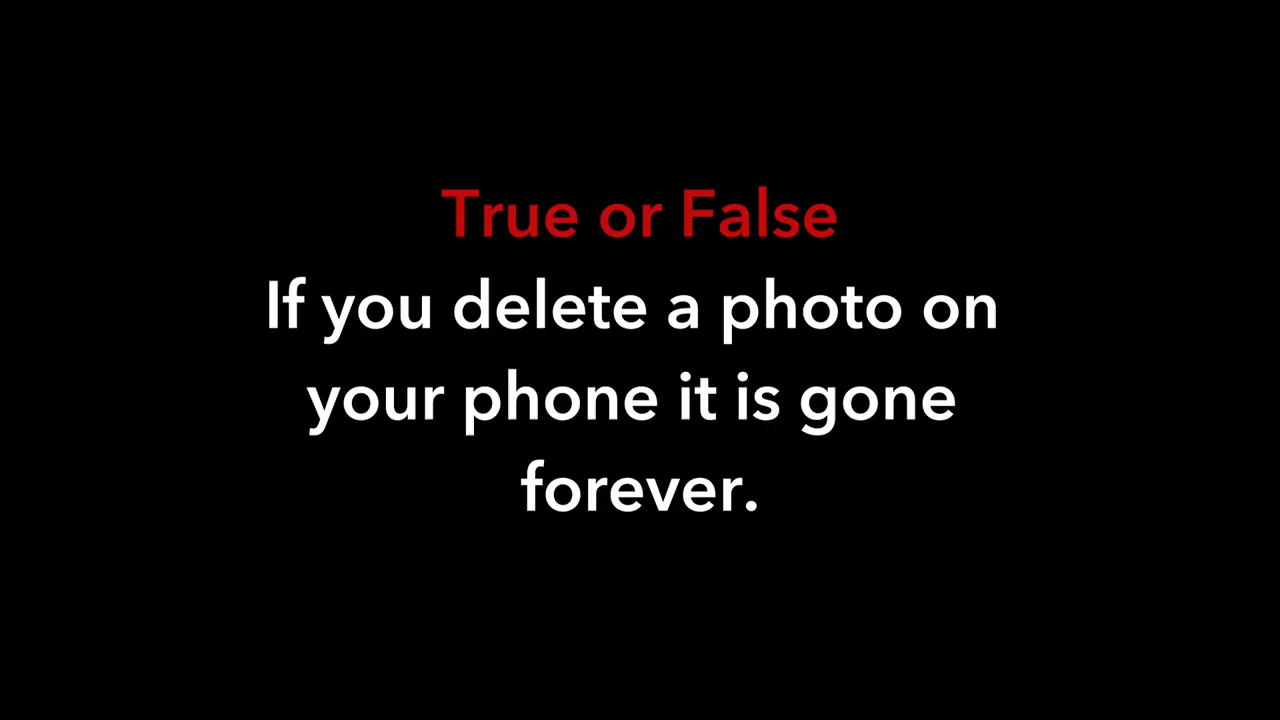 True or False
If you delete a photo on
your phone it is gone
forever.